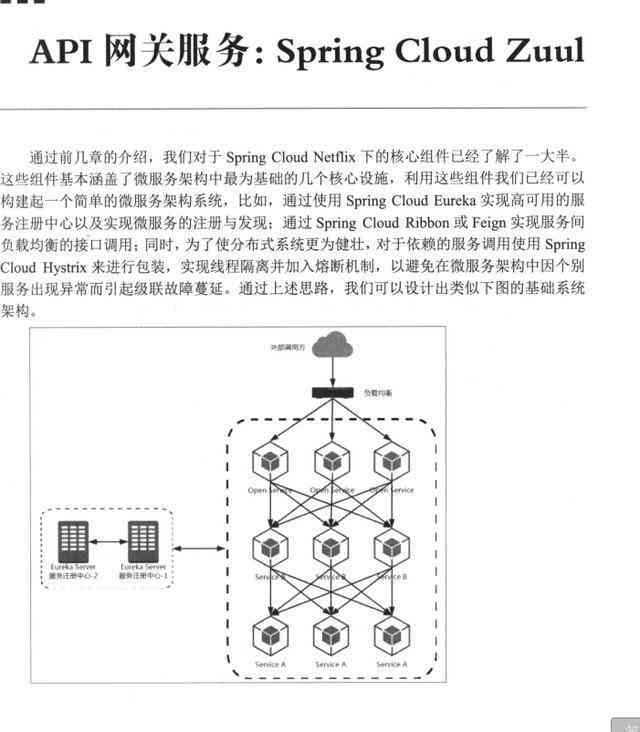 API 网关服务：Spring Cloud Zuul
通过前几章的介绍，我们对于 Spring Cloud Netflix 下的核心组件已经了解了一大半。
这些组件基本涵盖了微服务架构中最为基础的几个核心设施，利用这些组件我们已经可以
构建起一个简单的微服务架构系统，比如，通过使用 Spring Cloud Eureka 实现高可用的服
务注册中心以及实现微服务的注册与发现；通过 Spring Cloud Ribbon 或 Feign 实现服务间
负载均衡的接口调用；同时，为了使分布式系统更为健壮，对于依赖的服务调用使用 Spring
Cloud Hystrix 来进行包装，实现线程隔离并加入熔断机制，以避免在微服务架构中因个别
服务出现异常而引起级联故障蔓延。通过上述思路，我们可以设计出类似下图的基础系统
架构。
外部调用方
负载均衡
Open Service Open Service Open Service
Eureka Server Eureka Server
服务注册中心-2 服务注册中心-1
Service B Service B Service B
Service A Service A Service A